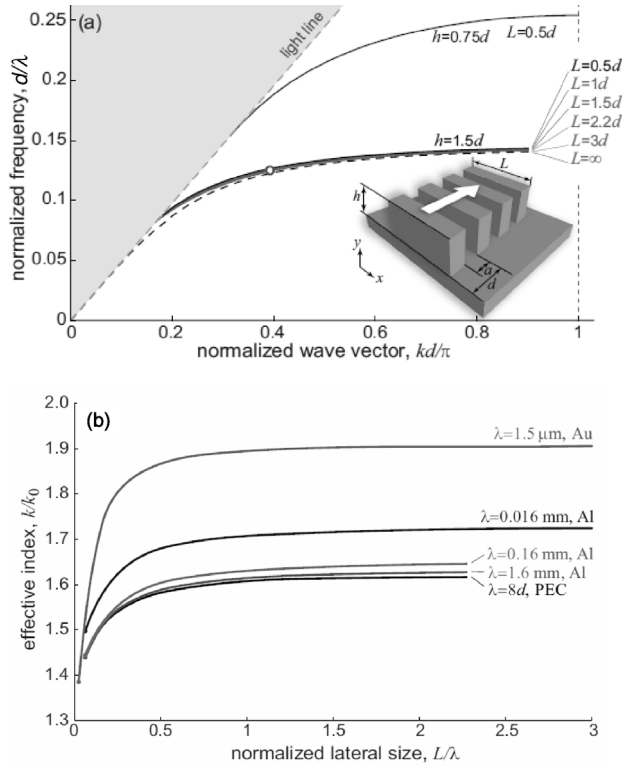 (a)
light line
h=0.75d L=0.5d
h=1.5d
L=0.5d
L=1d
L=1.5d
L=2.2d
L=3d
L=∞
L
h
a
d
y
x
0.25
0.20
0.15
0.10
0.05
0
normalized frequency, d/λ
0 0.2 0.4 0.6 0.8 1
normalized wave vector, kd/π
(b)
λ=1.5 μm, Au
λ=0.016 mm, Al
λ=0.16 mm, Al
λ=1.6 mm, Al
λ=8d, PEC
2.0
1.9
1.8
1.7
1.6
1.5
1.4
1.3
effective index, k/k₀
0 0.5 1 1.5 2 2.5 3
normalized lateral size, L/λ